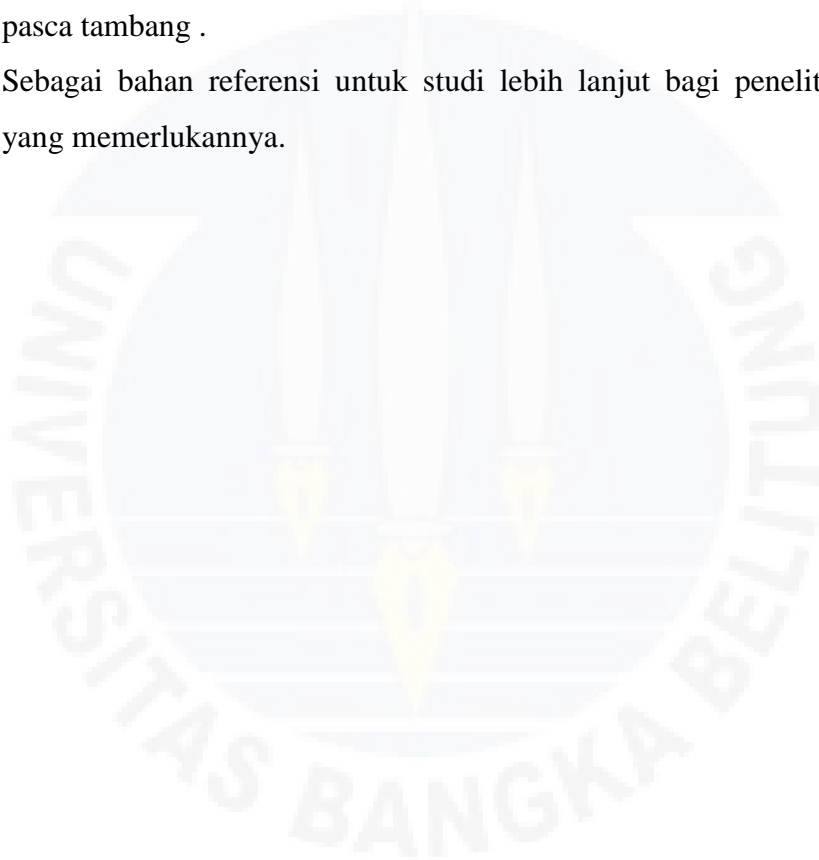 pasca tambang .
Sebagai bahan referensi untuk studi lebih lanjut bagi penelit
yang memerlukannya.
UNIVERSITAS BANGKA BELITUNG